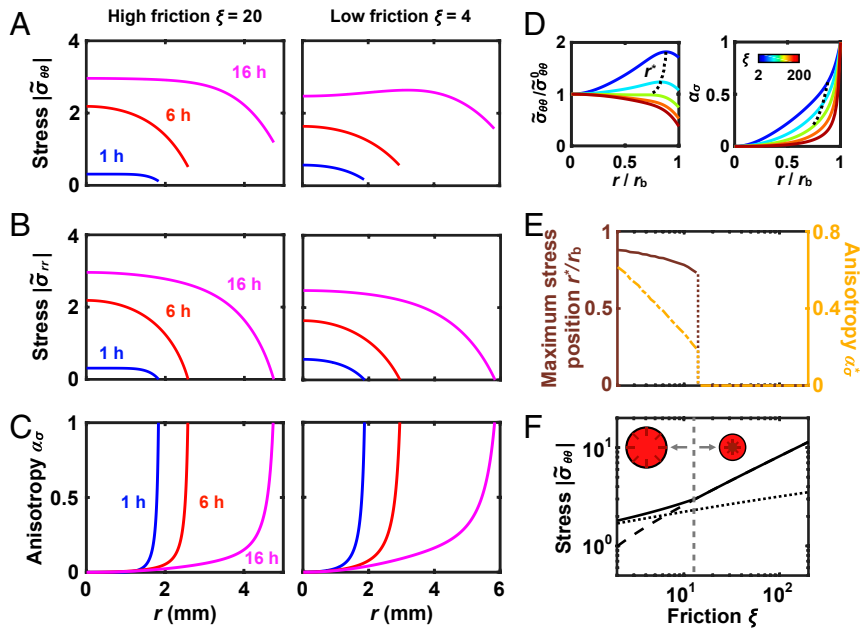 High friction ξ = 20
Low friction ξ = 4
A
Stress |σ̃θθ|
4
2
0
16 h
6 h
1 h
16 h
6 h
1 h
B
Stress |σ̃rr|
4
2
0
16 h
6 h
1 h
16 h
6 h
1 h
C
Anisotropy ασ
1
0.5
0
1 h
6 h
16 h
1 h
6 h
16 h
0 2 4
0 2 4 6
r (mm)
r (mm)
D
σ̃θθ/σ̃⁰θθ
2
1
0
r*
0 0.5 1
r / rb
ασ
1
0.5
0
ξ
2 200
0 0.5 1
r / rb
E
Maximum stress
position r*/rb
1
0.5
0
0.8
0.4
0
Anisotropy α*σ
F
Stress |σ̃θθ|
10¹
10⁰
10¹ 10²
Friction ξ